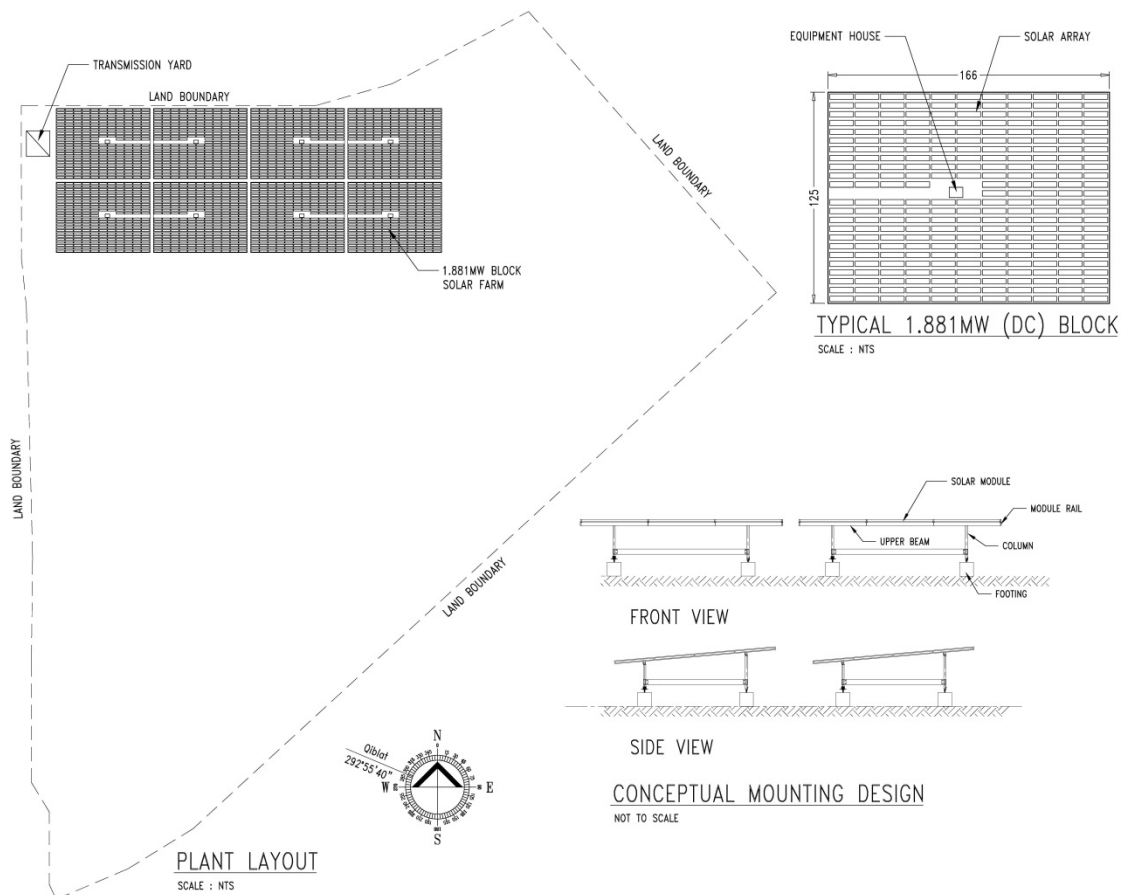 TRANSMISSION YARD
LAND BOUNDARY
LAND BOUNDARY
1.881MW BLOCK
SOLAR FARM
LAND BOUNDARY
LAND BOUNDARY
EQUIPMENT HOUSE
SOLAR ARRAY
166
125
TYPICAL 1.881MW (DC) BLOCK
SCALE : NTS
SOLAR MODULE
MODULE RAIL
UPPER BEAM
COLUMN
FOOTING
FRONT VIEW
SIDE VIEW
CONCEPTUAL MOUNTING DESIGN
NOT TO SCALE
Qiblat
292°55'40"
N
W
E
S
PLANT LAYOUT
SCALE : NTS